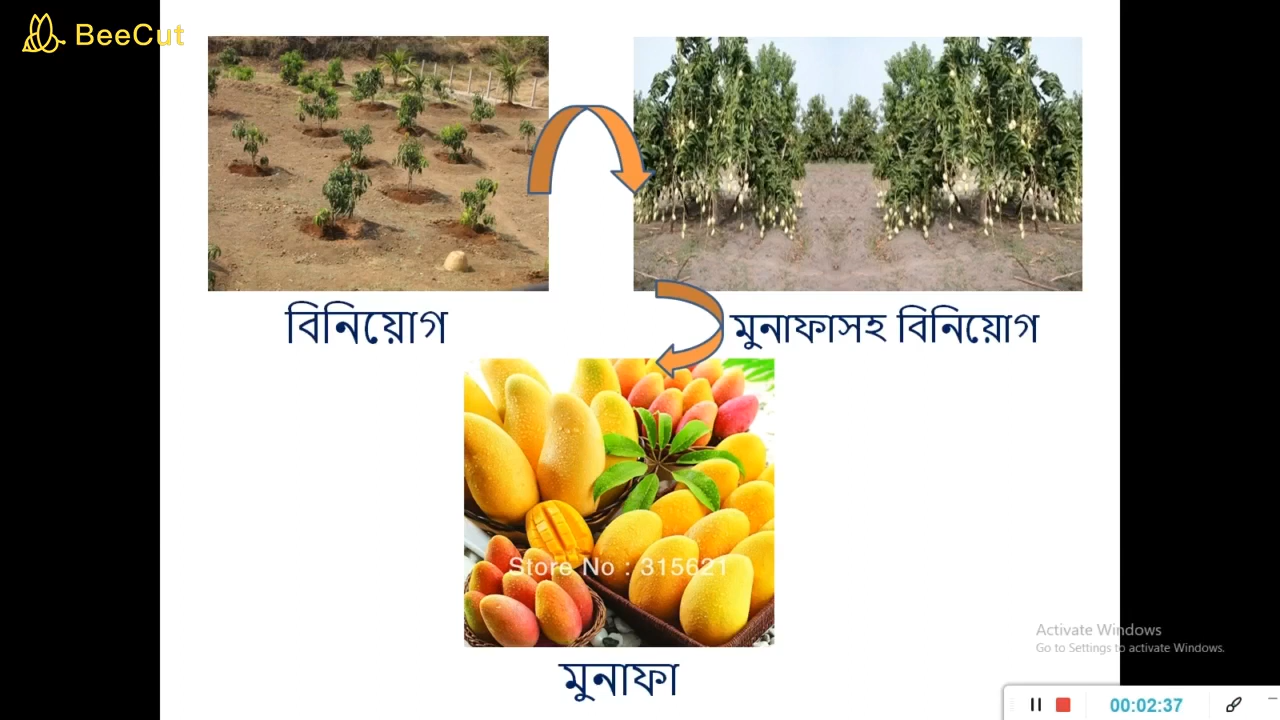 BeeCut
বিনিয়োগ
মুনাফাসহ বিনিয়োগ
Store No : 315621
মুনাফা
Activate Windows
Go to Settings to activate Windows.
00:02:37